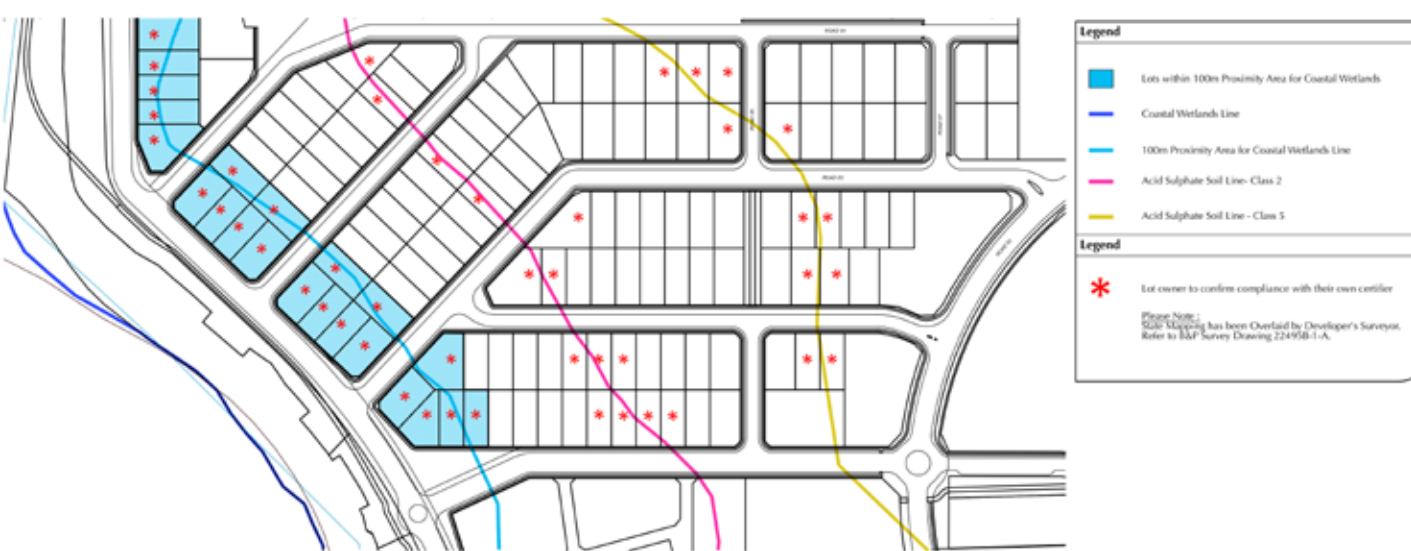 Legend
Lots within 100m Proximity Area for Coastal Wetlands
Coastal Wetlands Line
100m Proximity Area for Coastal Wetlands Line
Acid Sulphate Soil Line- Class 2
Acid Sulphate Soil Line - Class 5
Legend
Lot owner to confirm compliance with their own certifier
Please Note :
State Mapping has been Overlaid by Developer's Surveyor.
Refer to B&P Survey Drawing 22495B-1-A.